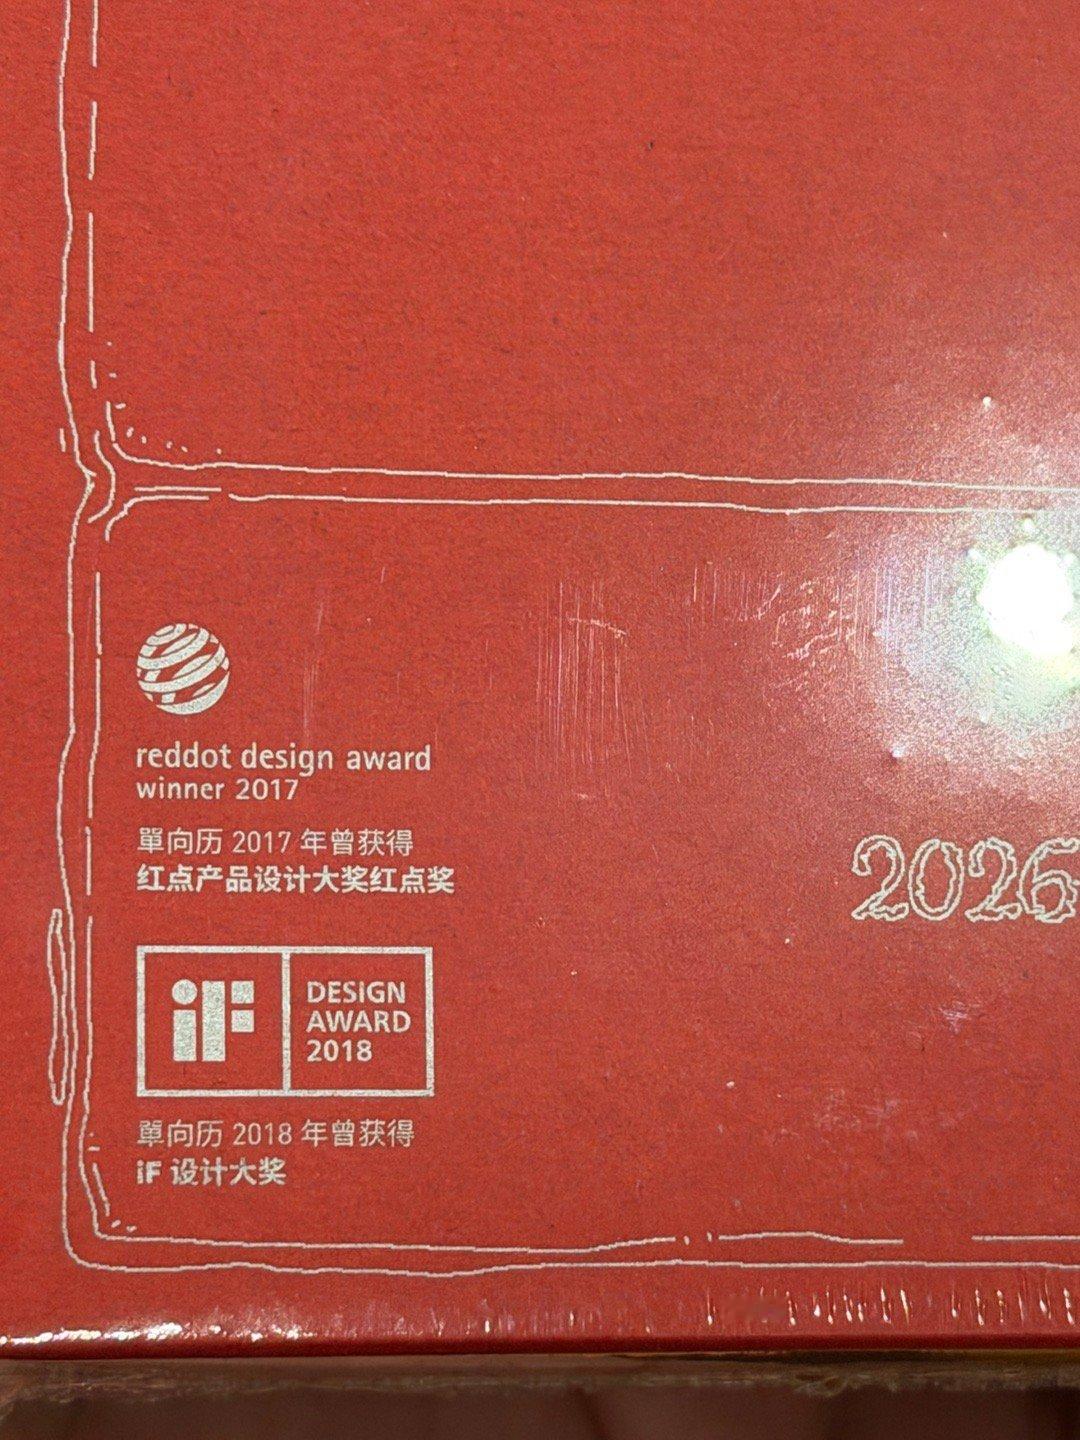 reddot design award
winner 2017
單向历 2017 年曾获得
红点产品设计大奖红点奖
2026
iF
DESIGN
AWARD
2018
單向历 2018 年曾获得
iF 设计大奖